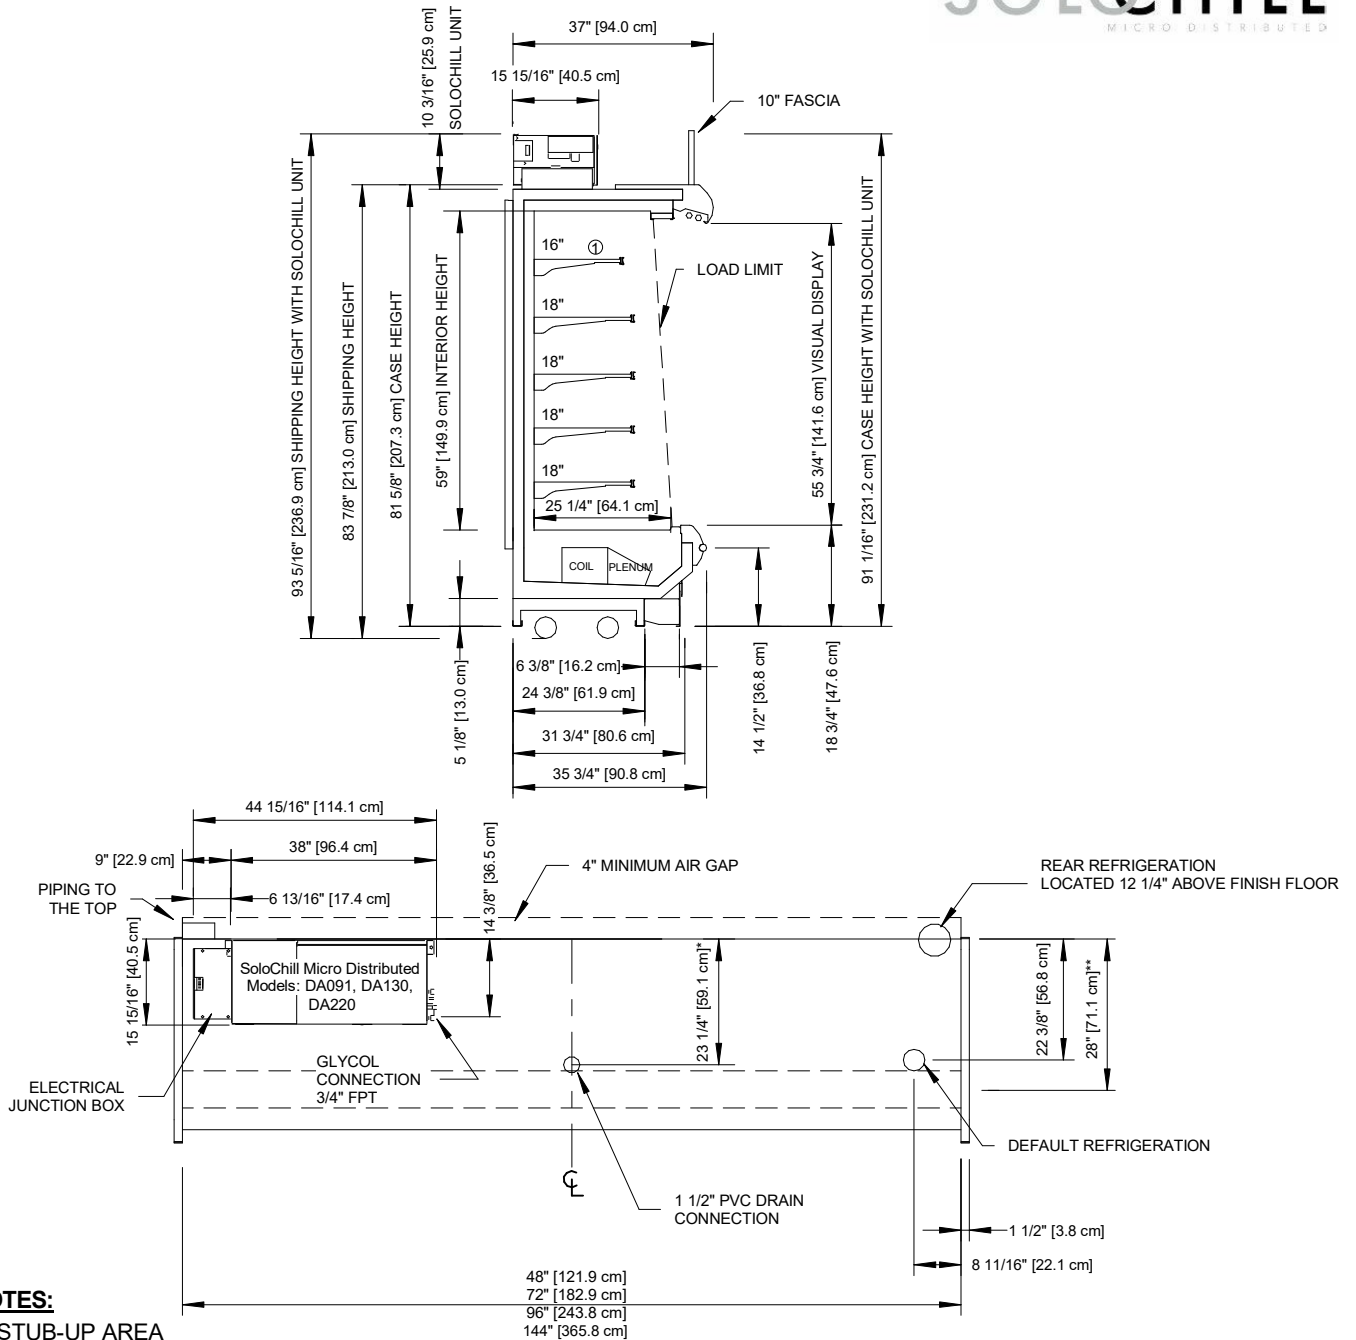 SOLOCHILL
MICRO DISTRIBUTED
37" [94.0 cm]
15 15/16" [40.5 cm]
10 3/16" [25.9 cm]
SOLOCHILL UNIT
10" FASCIA
93 5/16" [236.9 cm] SHIPPING HEIGHT WITH SOLOCHILL UNIT
83 7/8" [213.0 cm] SHIPPING HEIGHT
81 5/8" [207.3 cm] CASE HEIGHT
59" [149.9 cm] INTERIOR HEIGHT
16" 1
18"
18"
18"
18"
LOAD LIMIT
55 3/4" [141.6 cm] VISUAL DISPLAY
91 1/16" [231.2 cm] CASE HEIGHT WITH SOLOCHILL UNIT
25 1/4" [64.1 cm]
COIL
PLENUM
5 1/8" [13.0 cm]
6 3/8" [16.2 cm]
24 3/8" [61.9 cm]
31 3/4" [80.6 cm]
35 3/4" [90.8 cm]
14 1/2" [36.8 cm]
18 3/4" [47.6 cm]
44 15/16" [114.1 cm]
9" [22.9 cm]
38" [96.4 cm]
6 13/16" [17.4 cm]
PIPING TO
THE TOP
14 3/8" [36.5 cm]
4" MINIMUM AIR GAP
REAR REFRIGERATION
LOCATED 12 1/4" ABOVE FINISH FLOOR
15 15/16" [40.5 cm]
SoloChill Micro Distributed
Models: DA091, DA130,
DA220
23 1/4" [59.1 cm]*
22 3/8" [56.8 cm]
28" [71.1 cm]**
ELECTRICAL
JUNCTION BOX
GLYCOL
CONNECTION
3/4" FPT
DEFAULT REFRIGERATION
CL
1 1/2" PVC DRAIN
CONNECTION
1 1/2" [3.8 cm]
8 11/16" [22.1 cm]
48" [121.9 cm]
72" [182.9 cm]
96" [243.8 cm]
144" [365.8 cm]
OTES:
STUB-UP AREA